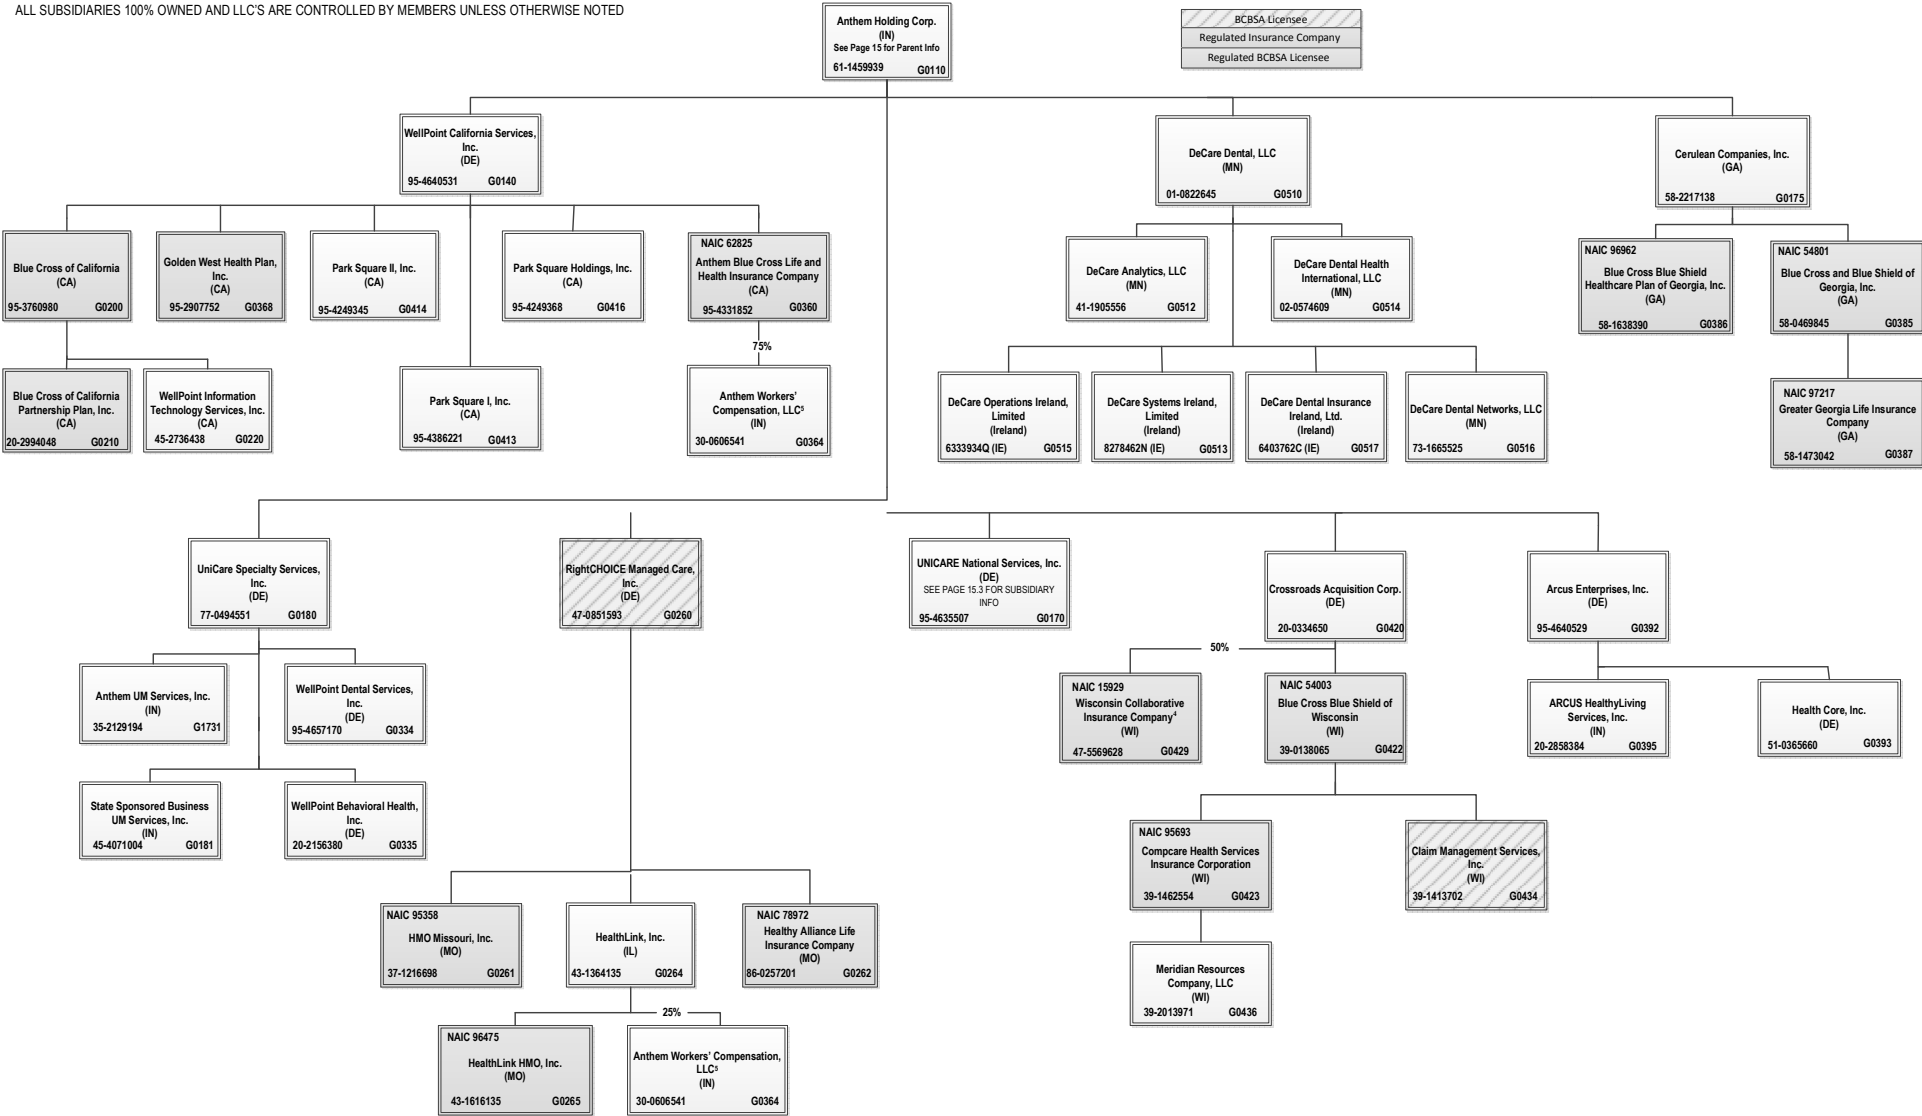 ALL SUBSIDIARIES 100% OWNED AND LLC'S ARE CONTROLLED BY MEMBERS UNLESS OTHERWISE NOTED
Anthem Holding Corp.
(IN)
See Page 15 for Parent Info
61-1459939 G0110
BCBSA Licensee
Regulated Insurance Company
Regulated BCBSA Licensee
WellPoint California Services,
Inc.
(DE)
95-4640531 G0140
DeCare Dental, LLC
(MN)
01-0822645 G0510
Cerulean Companies, Inc.
(GA)
58-2217138 G0175
Blue Cross of California
(CA)
95-3760980 G0200
Golden West Health Plan,
Inc.
(CA)
95-2907752 G0368
Park Square II, Inc.
(CA)
95-4249345 G0414
Park Square Holdings, Inc.
(CA)
95-4249368 G0416
NAIC 62825
Anthem Blue Cross Life and
Health Insurance Company
(CA)
95-4331852 G0360
DeCare Analytics, LLC
(MN)
41-1905556 G0512
DeCare Dental Health
International, LLC
(MN)
02-0574609 G0514
NAIC 96962
Blue Cross Blue Shield
Healthcare Plan of Georgia, Inc.
(GA)
58-1638390 G0386
NAIC 54801
Blue Cross and Blue Shield of
Georgia, Inc.
(GA)
58-0469845 G0385
75%
Blue Cross of California
Partnership Plan, Inc.
(CA)
20-2994048 G0210
WellPoint Information
Technology Services, Inc.
(CA)
45-2736438 G0220
Park Square I, Inc.
(CA)
95-4386221 G0413
Anthem Workers'
Compensation, LLC⁵
(IN)
30-0606541 G0364
DeCare Operations Ireland,
Limited
(Ireland)
6333934Q (IE) G0515
DeCare Systems Ireland,
Limited
(Ireland)
8278462N (IE) G0513
DeCare Dental Insurance
Ireland, Ltd.
(Ireland)
6403762C (IE) G0517
DeCare Dental Networks, LLC
(MN)
73-1665525 G0516
NAIC 97217
Greater Georgia Life Insurance
Company
(GA)
58-1473042 G0387
UniCare Specialty Services,
Inc.
(DE)
77-0494551 G0180
RightCHOICE Managed Care,
Inc.
(DE)
47-0851593 G0260
UNICARE National Services, Inc.
(DE)
SEE PAGE 15.3 FOR SUBSIDIARY
INFO
95-4635507 G0170
Crossroads Acquisition Corp.
(DE)
20-0334650 G0420
Arcus Enterprises, Inc.
(DE)
95-4640529 G0392
50%
Anthem UM Services, Inc.
(IN)
35-2129194 G1731
WellPoint Dental Services,
Inc.
(DE)
95-4657170 G0334
NAIC 15929
Wisconsin Collaborative
Insurance Company⁴
(WI)
47-5569628 G0429
NAIC 54003
Blue Cross Blue Shield of
Wisconsin
(WI)
39-0138065 G0422
ARCUS HealthyLiving
Services, Inc.
(IN)
20-2858384 G0395
Health Core, Inc.
(DE)
51-0365660 G0393
State Sponsored Business
UM Services, Inc.
(IN)
45-4071004 G0181
WellPoint Behavioral Health,
Inc.
(DE)
20-2156380 G0335
NAIC 95693
Compcare Health Services
Insurance Corporation
(WI)
39-1462554 G0423
Claim Management Services,
Inc.
(WI)
39-1413702 G0434
NAIC 95358
HMO Missouri, Inc.
(MO)
37-1216698 G0261
HealthLink, Inc.
(IL)
43-1364135 G0264
NAIC 78972
Healthy Alliance Life
Insurance Company
(MO)
86-0257201 G0262
Meridian Resources
Company, LLC
(WI)
39-2013971 G0436
25%
NAIC 96475
HealthLink HMO, Inc.
(MO)
43-1616135 G0265
Anthem Workers' Compensation,
LLC⁵
(IN)
30-0606541 G0364